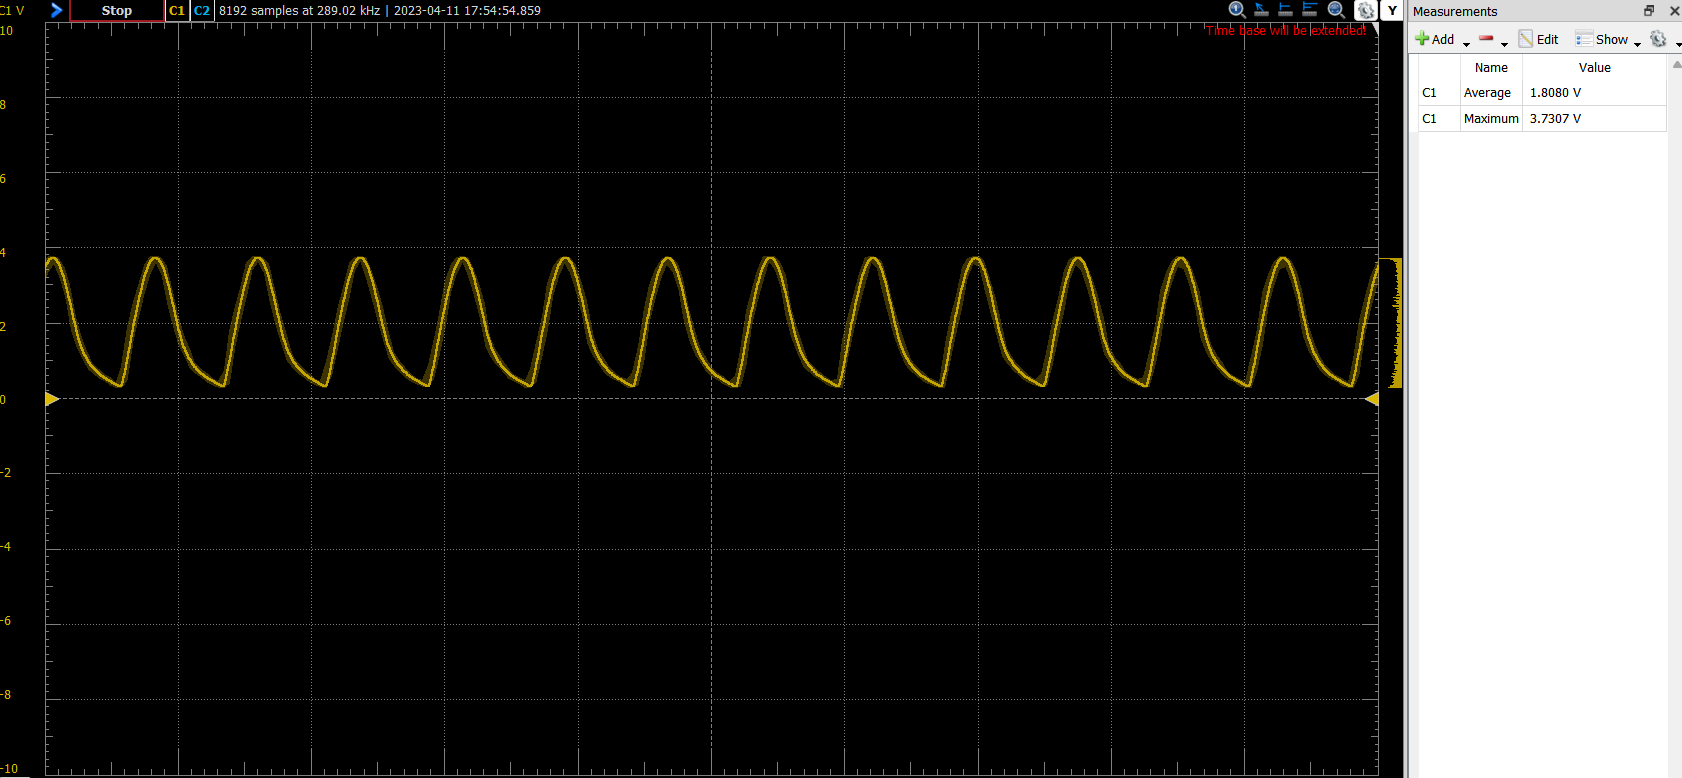 C1 V
Stop
C1 C2 8192 samples at 289.02 kHz | 2023-04-11 17:54:54.859
Y
Time base will be extended!
10
8
6
4
2
0
-2
-4
-6
-8
-10
Measurements
Add Edit Show
Name Value
C1 Average 1.8080 V
C1 Maximum 3.7307 V